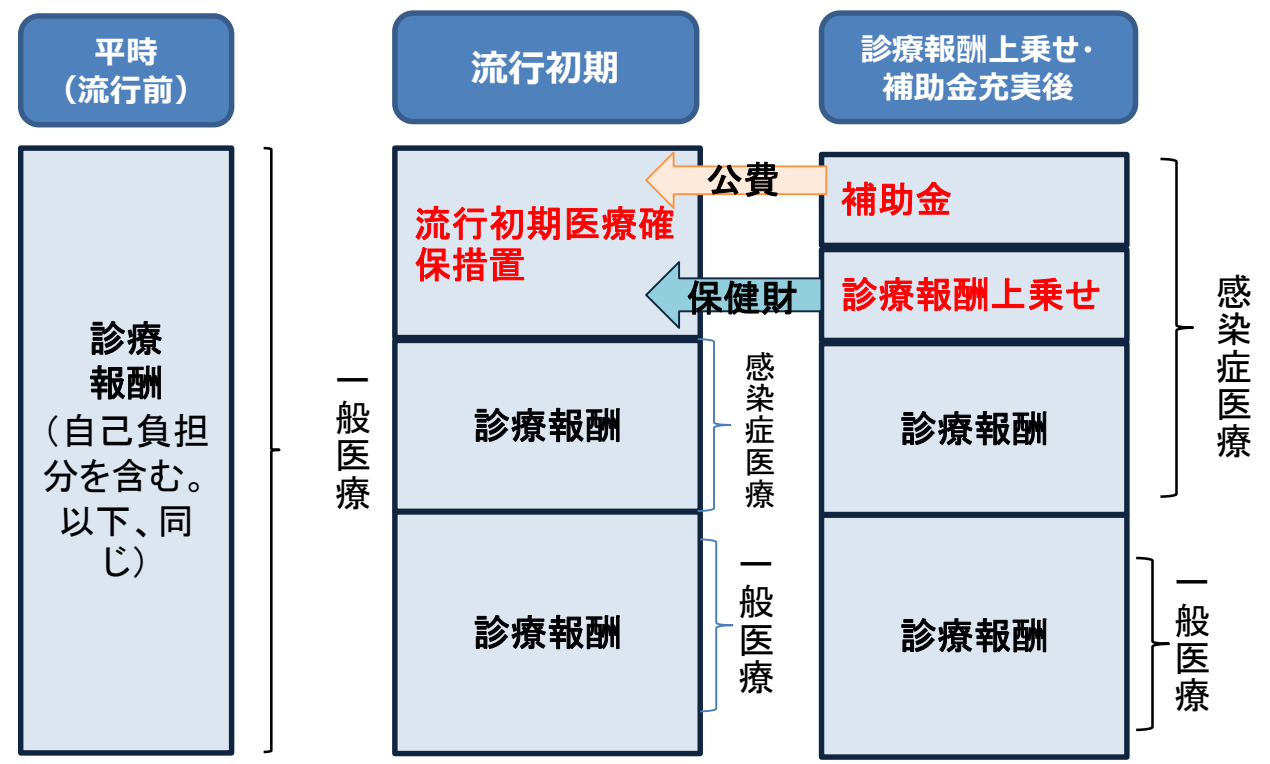 平時
（流行前）
流行初期
診療報酬上乗せ・
補助金充実後
診療
報酬
（自己負担
分を含む。
以下、同
じ）
一般医療
流行初期医療確
保措置
診療報酬
感染症医療
診療報酬
一般医療
公費
保健財
補助金
診療報酬上乗せ
診療報酬
感染症医療
診療報酬
一般医療